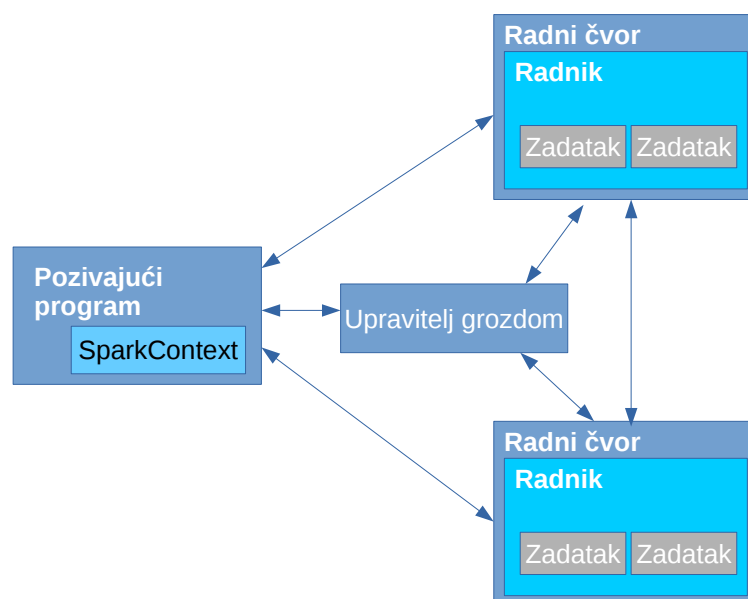 Radni čvor
Radnik
Zadatak Zadatak
Pozivajući
program
SparkContext
Upravitelj grozdom
Radni čvor
Radnik
Zadatak Zadatak